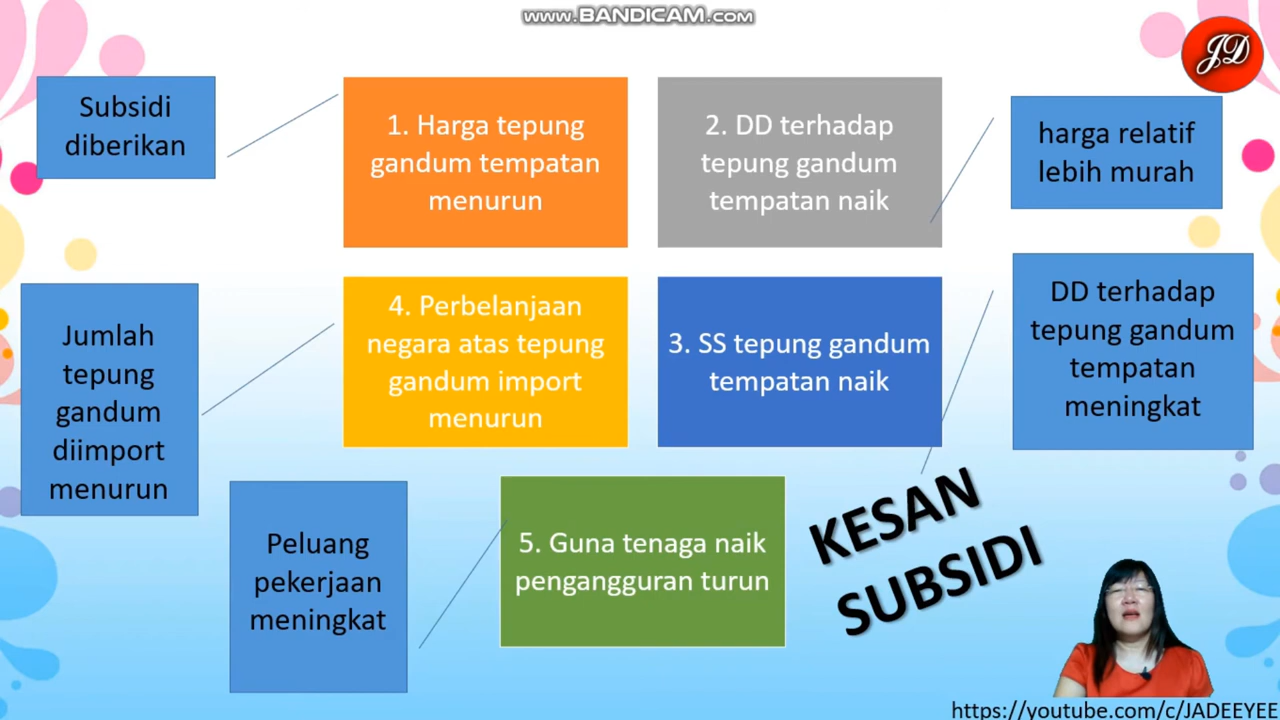 www.BANDICAM.com
JD
Subsidi
diberikan
1. Harga tepung
gandum tempatan
menurun
2. DD terhadap
tepung gandum
tempatan naik
harga relatif
lebih murah
Jumlah
tepung
gandum
diimport
menurun
4. Perbelanjaan
negara atas tepung
gandum import
menurun
3. SS tepung gandum
tempatan naik
DD terhadap
tepung gandum
tempatan
meningkat
Peluang
pekerjaan
meningkat
5. Guna tenaga naik
pengangguran turun
KESAN
SUBSIDI
https://youtube.com/c/JADEEYEE